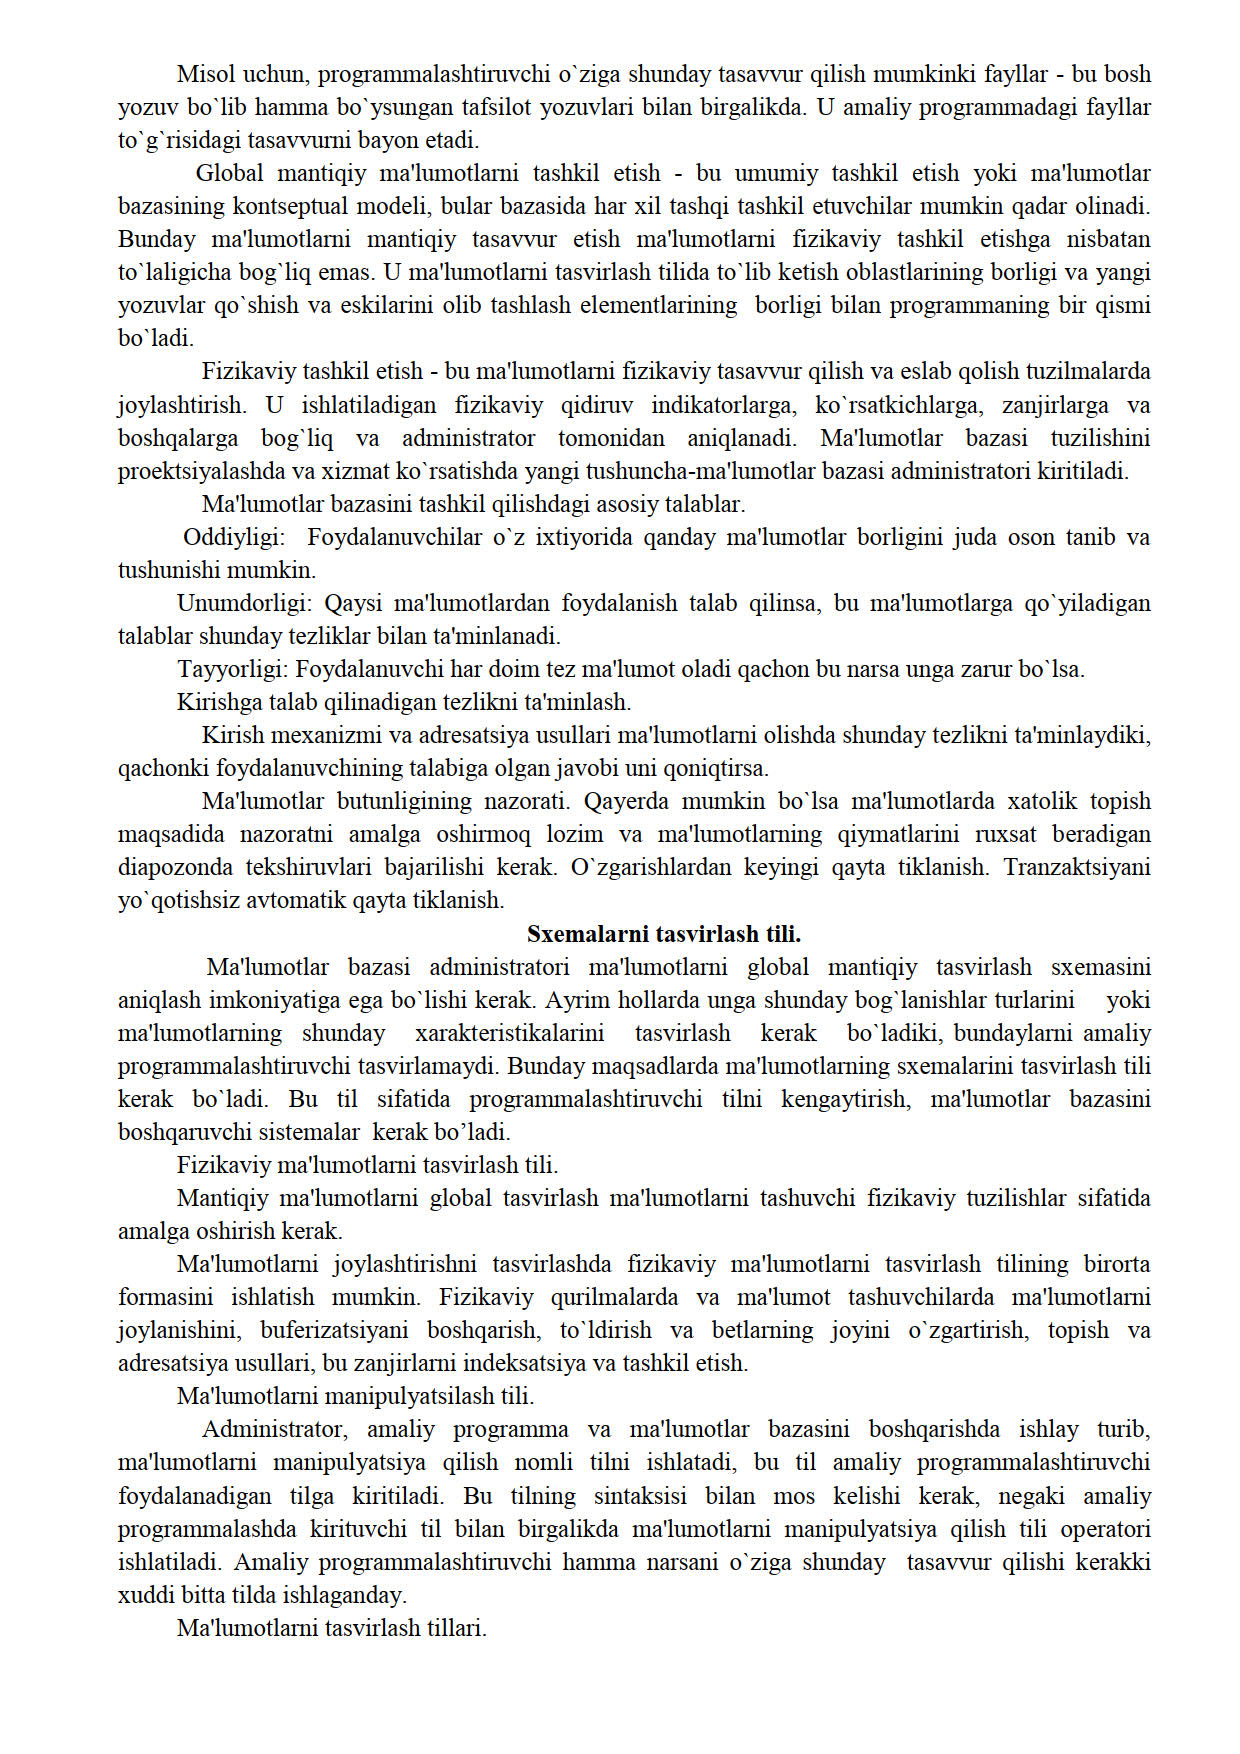 Misol uchun, programmalashtiruvchi o`ziga shunday tasavvur qilish mumkinki fayllar - bu bosh
yozuv bo`lib hamma bo`ysungan tafsilot yozuvlari bilan birgalikda. U amaliy programmadagi fayllar
to`g`risidagi tasavvurni bayon etadi.
Global mantiqiy ma'lumotlarni tashkil etish - bu umumiy tashkil etish yoki ma'lumotlar
bazasining kontseptual modeli, bular bazasida har xil tashqi tashkil etuvchilar mumkin qadar olinadi.
Bunday ma'lumotlarni mantiqiy tasavvur etish ma'lumotlarni fizikaviy tashkil etishga nisbatan
to`laligicha bog`liq emas. U ma'lumotlarni tasvirlash tilida to`lib ketish oblastlarining borligi va yangi
yozuvlar qo`shish va eskilarini olib tashlash elementlarining  borligi bilan programmaning bir qismi
bo`ladi.
Fizikaviy tashkil etish - bu ma'lumotlarni fizikaviy tasavvur qilish va eslab qolish tuzilmalarda
joylashtirish. U ishlatiladigan fizikaviy qidiruv indikatorlarga, ko`rsatkichlarga, zanjirlarga va
boshqalarga bog`liq va administrator tomonidan aniqlanadi. Ma'lumotlar bazasi tuzilishini
proektsiyalashda va xizmat ko`rsatishda yangi tushuncha-ma'lumotlar bazasi administratori kiritiladi.
Ma'lumotlar bazasini tashkil qilishdagi asosiy talablar.
Oddiyligi:  Foydalanuvchilar o`z ixtiyorida qanday ma'lumotlar borligini juda oson tanib va
tushunishi mumkin.
Unumdorligi: Qaysi ma'lumotlardan foydalanish talab qilinsa, bu ma'lumotlarga qo`yiladigan
talablar shunday tezliklar bilan ta'minlanadi.
Tayyorligi: Foydalanuvchi har doim tez ma'lumot oladi qachon bu narsa unga zarur bo`lsa.
Kirishga talab qilinadigan tezlikni ta'minlash.
Kirish mexanizmi va adresatsiya usullari ma'lumotlarni olishda shunday tezlikni ta'minlaydiki,
qachonki foydalanuvchining talabiga olgan javobi uni qoniqtirsa.
Ma'lumotlar butunligining nazorati. Qayerda mumkin bo`lsa ma'lumotlarda xatolik topish
maqsadida nazoratni amalga oshirmoq lozim va ma'lumotlarning qiymatlarini ruxsat beradigan
diapozonda tekshiruvlari bajarilishi kerak. O`zgarishlardan keyingi qayta tiklanish. Tranzaktsiyani
yo`qotishsiz avtomatik qayta tiklanish.
Sxemalarni tasvirlash tili.
Ma'lumotlar bazasi administratori ma'lumotlarni global mantiqiy tasvirlash sxemasini
aniqlash imkoniyatiga ega bo`lishi kerak. Ayrim hollarda unga shunday bog`lanishlar turlarini yoki
ma'lumotlarning shunday xarakteristikalarini tasvirlash kerak bo`ladiki, bundaylarni amaliy
programmalashtiruvchi tasvirlamaydi. Bunday maqsadlarda ma'lumotlarning sxemalarini tasvirlash tili
kerak bo`ladi. Bu til sifatida programmalashtiruvchi tilni kengaytirish, ma'lumotlar bazasini
boshqaruvchi sistemalar  kerak bo’ladi.
Fizikaviy ma'lumotlarni tasvirlash tili.
Mantiqiy ma'lumotlarni global tasvirlash ma'lumotlarni tashuvchi fizikaviy tuzilishlar sifatida
amalga oshirish kerak.
Ma'lumotlarni joylashtirishni tasvirlashda fizikaviy ma'lumotlarni tasvirlash tilining birorta
formasini ishlatish mumkin. Fizikaviy qurilmalarda va ma'lumot tashuvchilarda ma'lumotlarni
joylanishini, buferizatsiyani boshqarish, to`ldirish va betlarning joyini o`zgartirish, topish va
adresatsiya usullari, bu zanjirlarni indeksatsiya va tashkil etish.
Ma'lumotlarni manipulyatsilash tili.
Administrator, amaliy programma va ma'lumotlar bazasini boshqarishda ishlay turib,
ma'lumotlarni manipulyatsiya qilish nomli tilni ishlatadi, bu til amaliy programmalashtiruvchi
foydalanadigan tilga kiritiladi. Bu tilning sintaksisi bilan mos kelishi kerak, negaki amaliy
programmalashda kirituvchi til bilan birgalikda ma'lumotlarni manipulyatsiya qilish tili operatori
ishlatiladi. Amaliy programmalashtiruvchi hamma narsani o`ziga shunday  tasavvur qilishi kerakki
xuddi bitta tilda ishlaganday.
Ma'lumotlarni tasvirlash tillari.